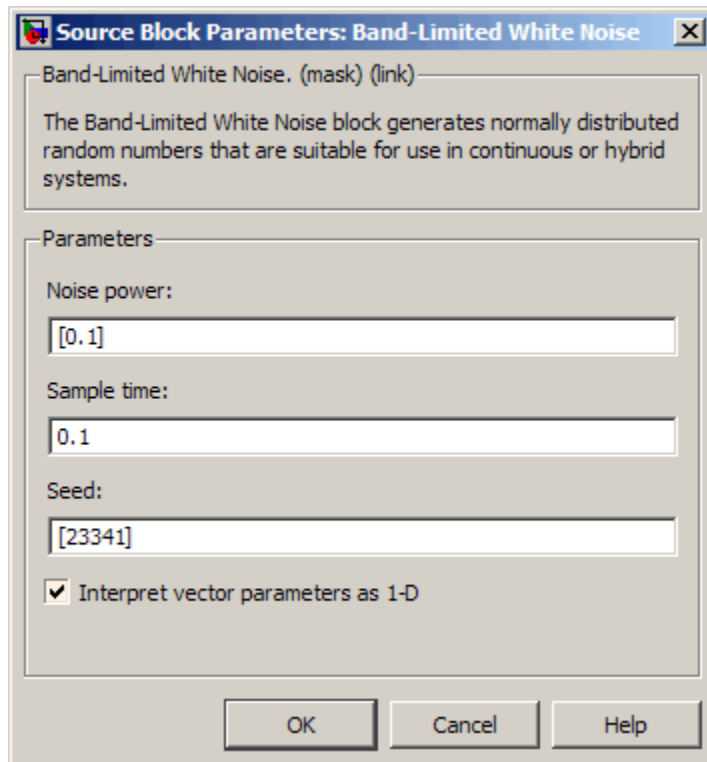 Source Block Parameters: Band-Limited White Noise
Band-Limited White Noise. (mask) (link)
The Band-Limited White Noise block generates normally distributed
random numbers that are suitable for use in continuous or hybrid
systems.
Parameters
Noise power:
[0.1]
Sample time:
0.1
Seed:
[23341]
Interpret vector parameters as 1-D
OK Cancel Help